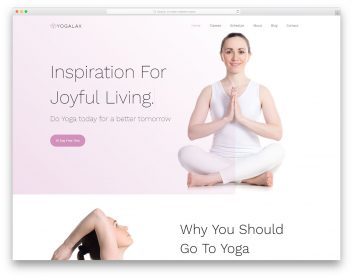 YOGALAX
Home Classes Schedule About Blog Contact
Inspiration For
Joyful Living.
Do Yoga today for a better tomorrow
Why You Should
Go To Yoga